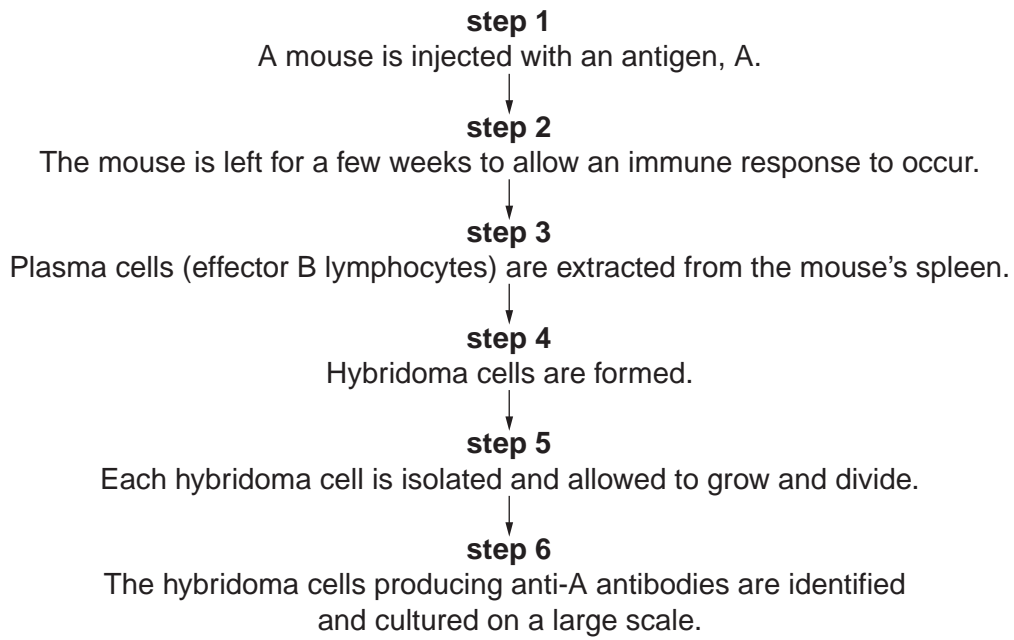 step 1
A mouse is injected with an antigen, A.
step 2
The mouse is left for a few weeks to allow an immune response to occur.
step 3
Plasma cells (effector B lymphocytes) are extracted from the mouse’s spleen.
step 4
Hybridoma cells are formed.
step 5
Each hybridoma cell is isolated and allowed to grow and divide.
step 6
The hybridoma cells producing anti-A antibodies are identified
and cultured on a large scale.